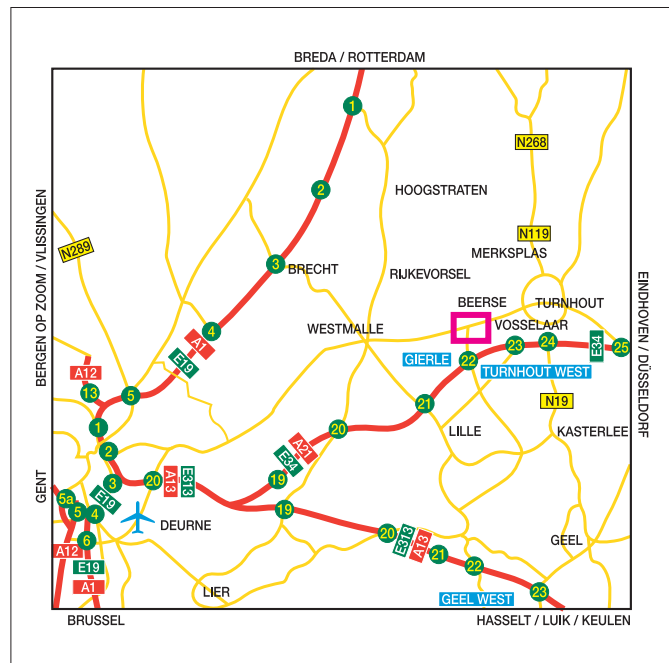 BREDA / ROTTERDAM
1
N268
2
HOOGSTRATEN
N289
N119
MERKSPLAS
3
BRECHT
RIJKEVORSEL
BERGEN OP ZOOM / VLISSINGEN
EINDHOVEN / DÜSSELDORF
BEERSE
TURNHOUT
4
WESTMALLE
VOSSELAAR
A1
E19
GIERLE
22
23
24
E34
25
TURNHOUT WEST
A12
13
5
21
N19
1
20
LILLE
KASTERLEE
2
A21
E34
GENT
3
E19
20
A13
E313
19
5a
5
4
DEURNE
19
6
A12
20
E313
A13
21
GEEL
E19
22
A1
LIER
GEEL WEST
23
BRUSSEL
HASSELT / LUIK / KEULEN